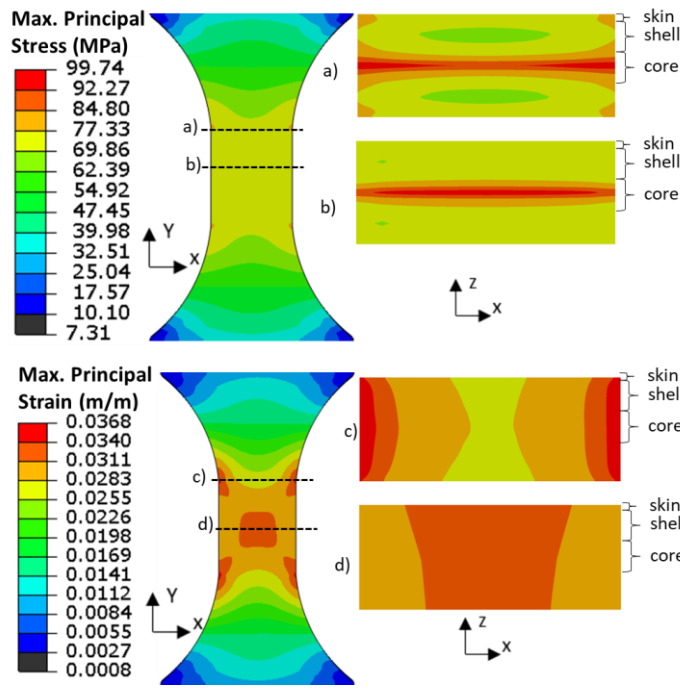 Max. Principal
Stress (MPa)
99.74
92.27
84.80
77.33
69.86
62.39
54.92
47.45
39.98
32.51
25.04
17.57
10.10
7.31
a)
b)
Y
x
a)
skin
shell
core
b)
skin
shell
core
z
x
Max. Principal
Strain (m/m)
0.0368
0.0340
0.0311
0.0283
0.0255
0.0226
0.0198
0.0169
0.0141
0.0112
0.0084
0.0055
0.0027
0.0008
c)
d)
Y
x
c)
skin
shell
core
d)
skin
shell
core
z
x